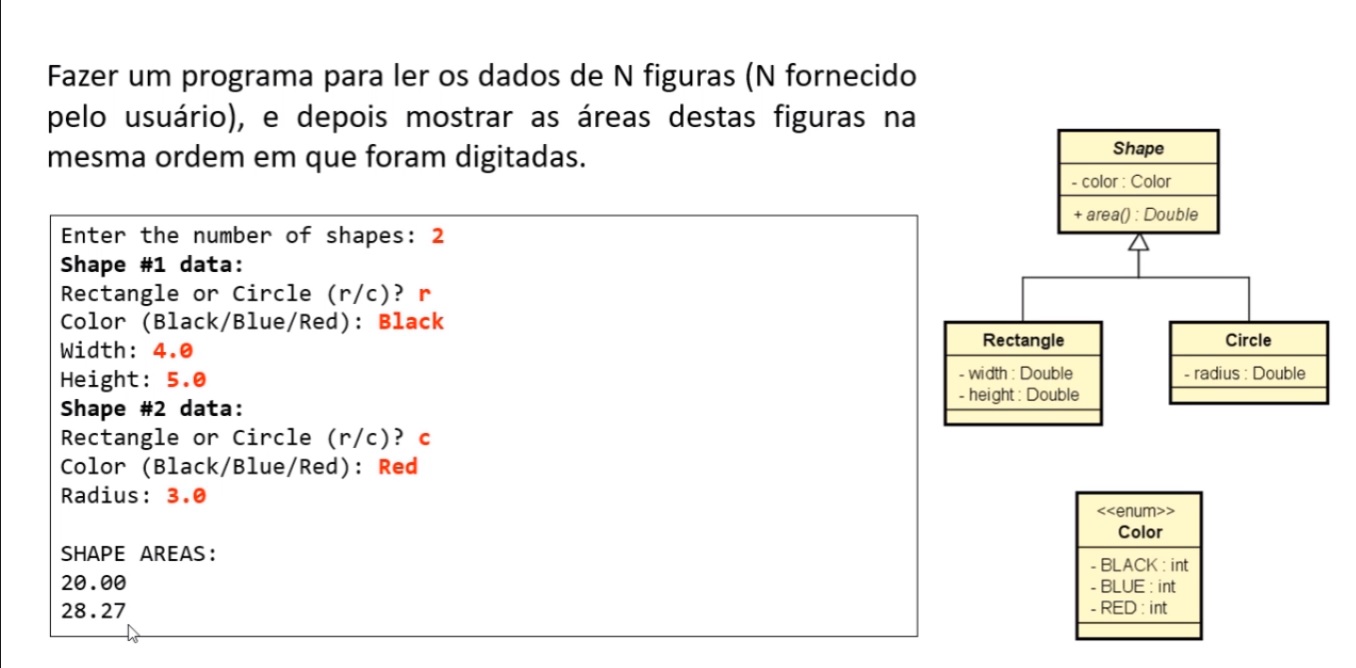 Fazer um programa para ler os dados de N figuras (N fornecido
pelo usuário), e depois mostrar as áreas destas figuras na
mesma ordem em que foram digitadas.
Enter the number of shapes: 2
Shape #1 data:
Rectangle or Circle (r/c)? r
Color (Black/Blue/Red): Black
Width: 4.0
Height: 5.0
Shape #2 data:
Rectangle or Circle (r/c)? c
Color (Black/Blue/Red): Red
Radius: 3.0
SHAPE AREAS:
20.00
28.27
Shape
- color : Color
+ area() : Double
Rectangle
- width : Double
- height : Double
Circle
- radius : Double
<<enum>>
Color
- BLACK : int
- BLUE : int
- RED : int